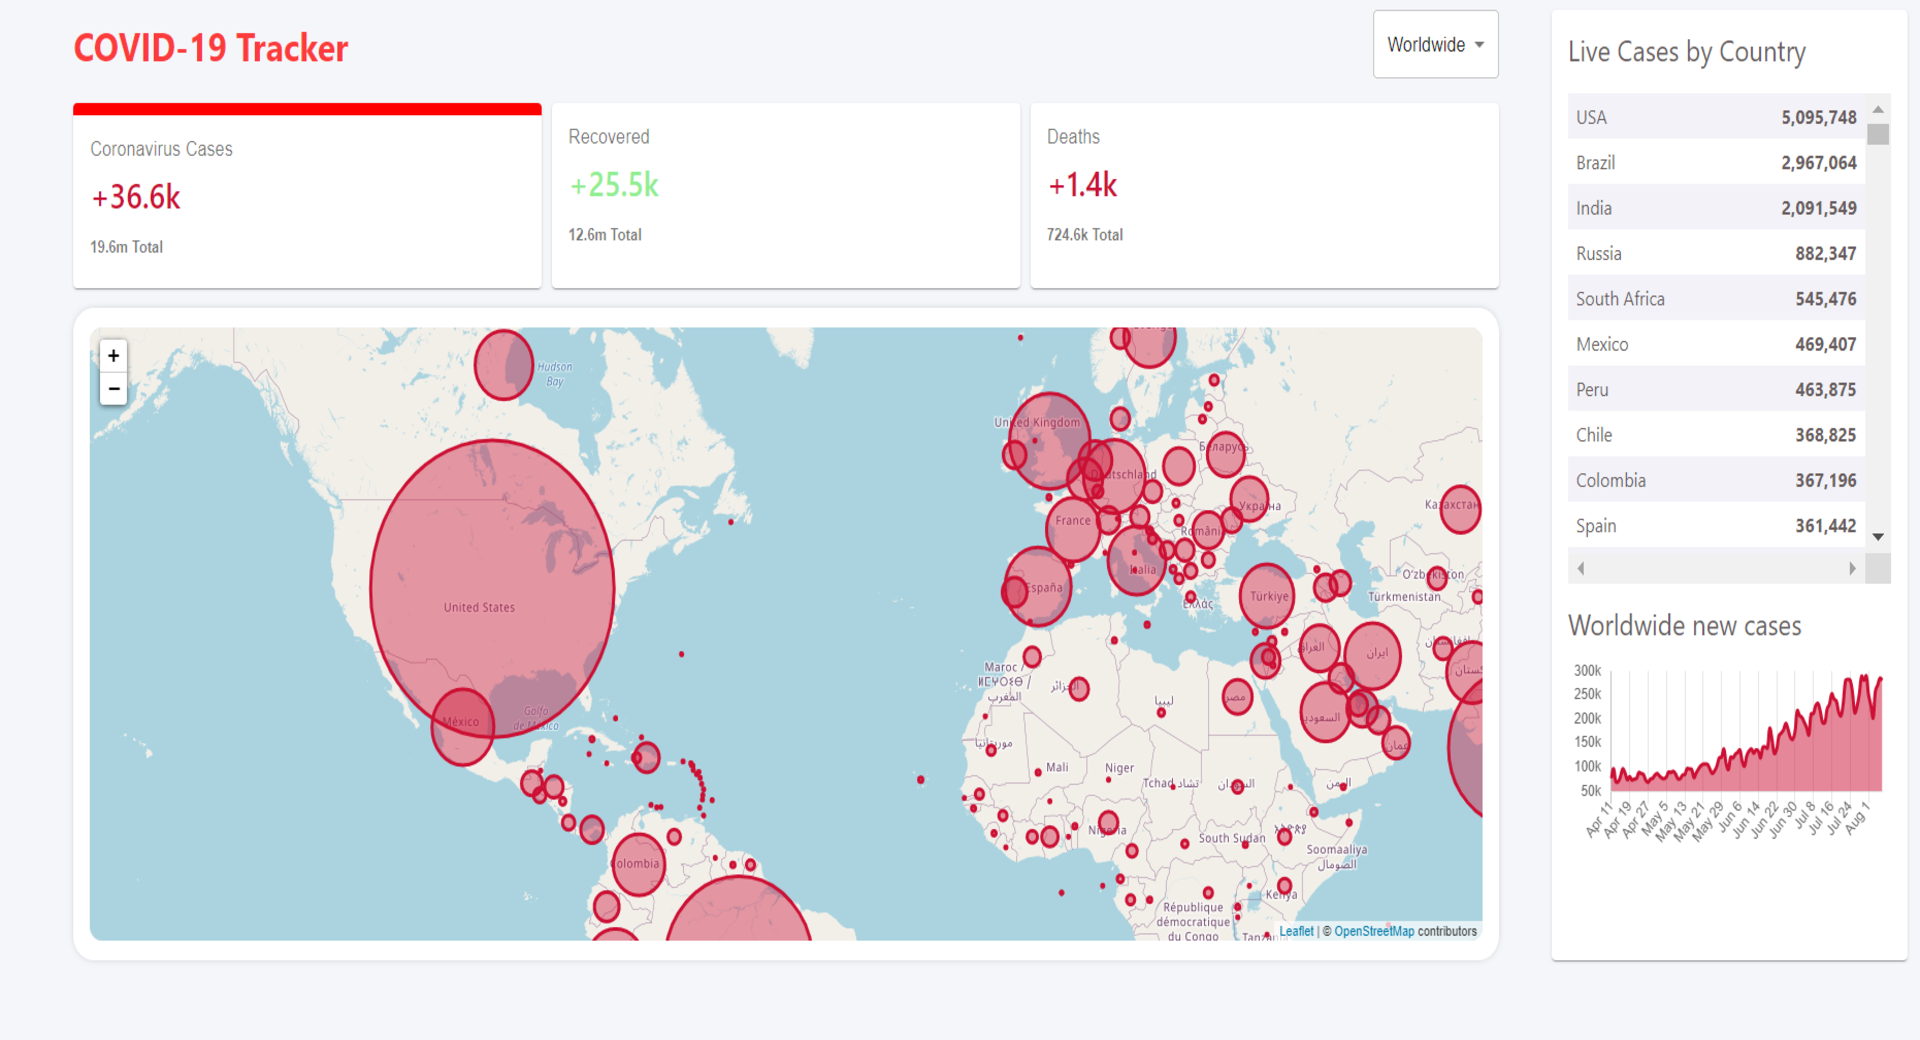 COVID-19 Tracker
Worldwide
Coronavirus Cases
+36.6k
19.6m Total
Recovered
+25.5k
12.6m Total
Deaths
+1.4k
724.6k Total
+
−
Hudson
Bay
United Kingdom
Беларусь
Deutschland
Україна
Казахстан
France
România
Italia
España
O'zbekiston
Türkiye
Türkmenistan
Ελλάς
United States
Maroc /
ⵍⵎⵖⵔⵉⴱ /
المغرب
العراق
ایران
الجزائر
ليبيا
مصر
السعودية
Golfo
de México
México
موريتانيا
عمان
Mali
Niger
Tchad تشاد
السودان
اليمن
Nigeria
South Sudan
Soomaaliya
الصومال
Colombia
Kenya
République
démocratique
du Congo
Leaflet | © OpenStreetMap contributors
Live Cases by Country
USA 5,095,748
Brazil 2,967,064
India 2,091,549
Russia 882,347
South Africa 545,476
Mexico 469,407
Peru 463,875
Chile 368,825
Colombia 367,196
Spain 361,442
Worldwide new cases
300k
250k
200k
150k
100k
50k
Apr 11
Apr 19
Apr 27
May 5
May 13
May 21
May 29
Jun 6
Jun 14
Jun 22
Jun 30
Jul 8
Jul 16
Jul 24
Aug 1